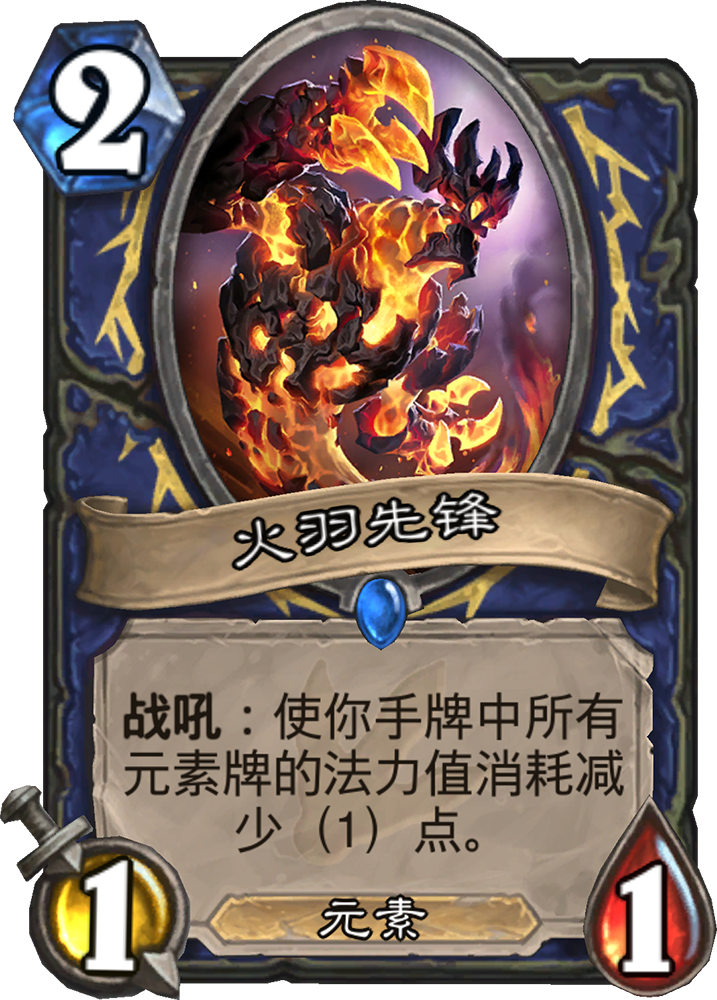 2
火羽先锋
战吼：使你手牌中所有
元素牌的法力值消耗减
少（1）点。
1
元素
1